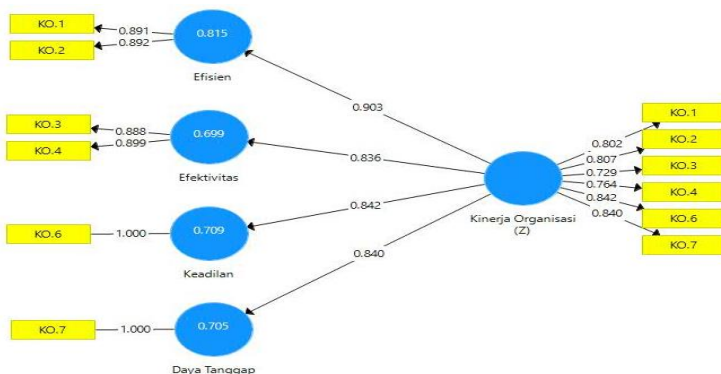 KO.1
0.891
0.815
KO.2
0.892
Efisien
0.903
KO.3
0.888
0.699
KO.4
0.899
Efektivitas
0.836
KO.6
1.000
0.709
Keadilan
0.842
KO.7
1.000
0.705
Daya Tanggap
0.840
Kinerja Organisasi
(Z)
0.802
KO.1
0.807
KO.2
0.729
KO.3
0.764
KO.4
0.842
KO.6
0.840
KO.7